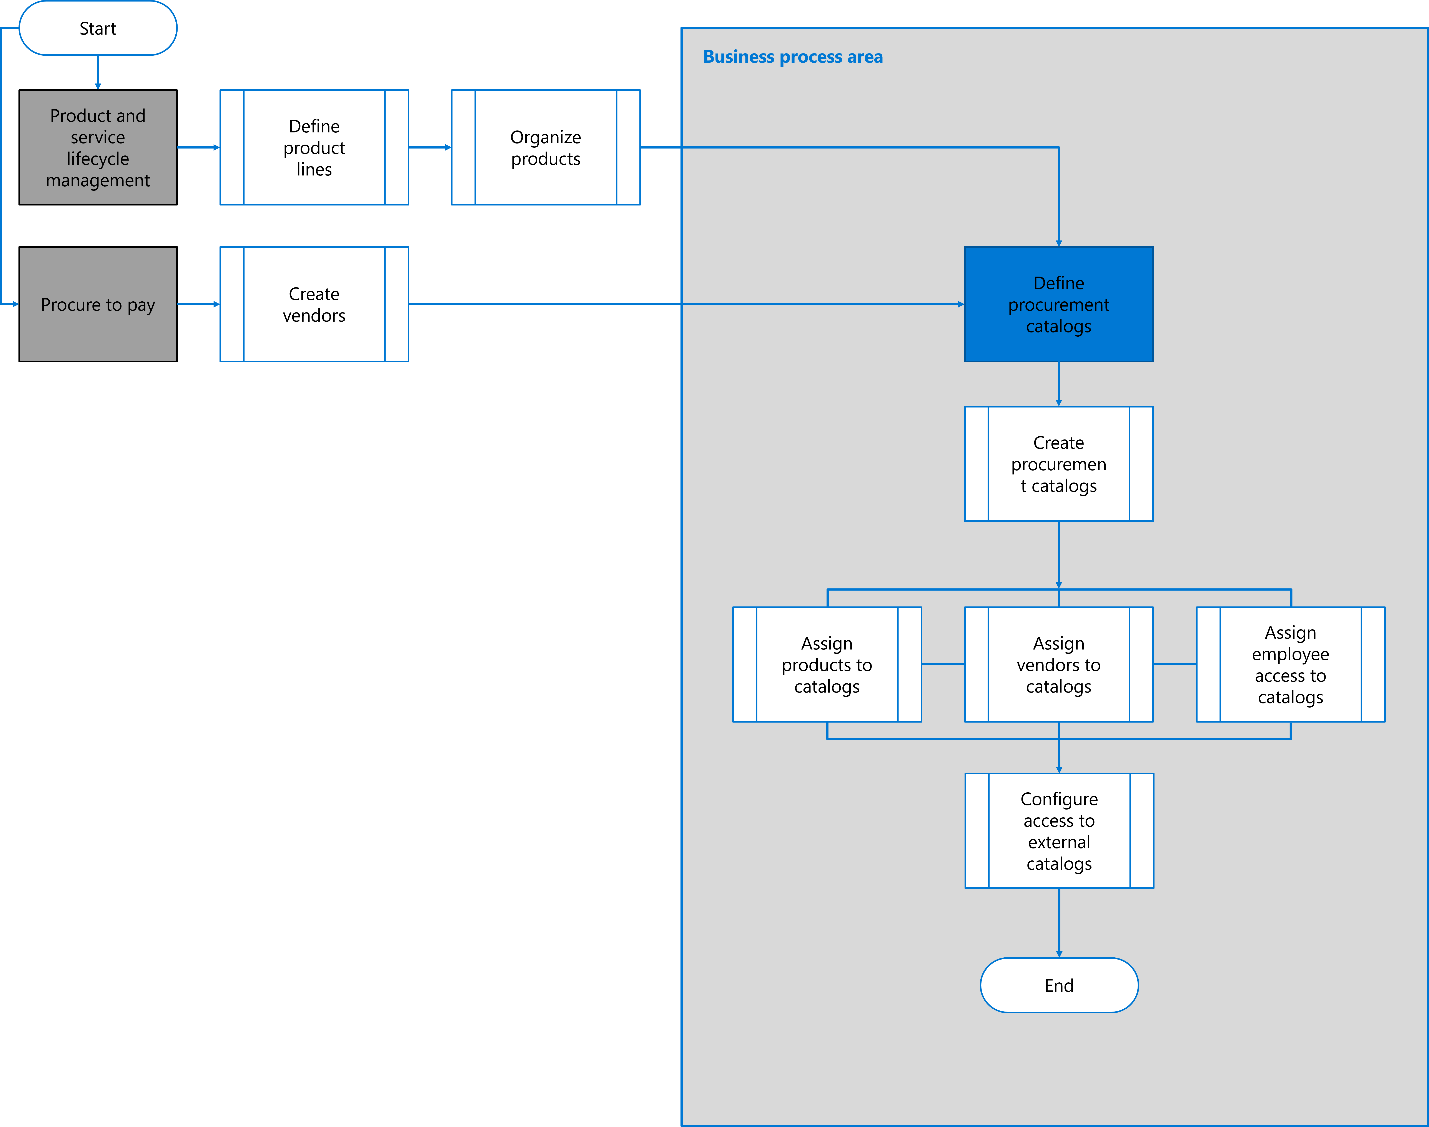 Start
Business process area
Product and
service
lifecycle
management
Define
product
lines
Organize
products
Procure to pay
Create
vendors
Define
procurement
catalogs
Create
procuremen
t catalogs
Assign
products to
catalogs
Assign
vendors to
catalogs
Assign
employee
access to
catalogs
Configure
access to
external
catalogs
End